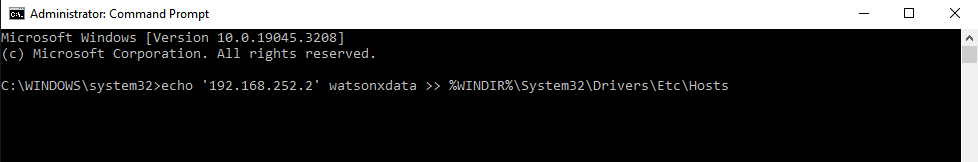 Administrator: Command Prompt
Microsoft Windows [Version 10.0.19045.3208]
(c) Microsoft Corporation. All rights reserved.
C:\WINDOWS\system32>echo '192.168.252.2' watsonxdata >> %WINDIR%\System32\Drivers\Etc\Hosts